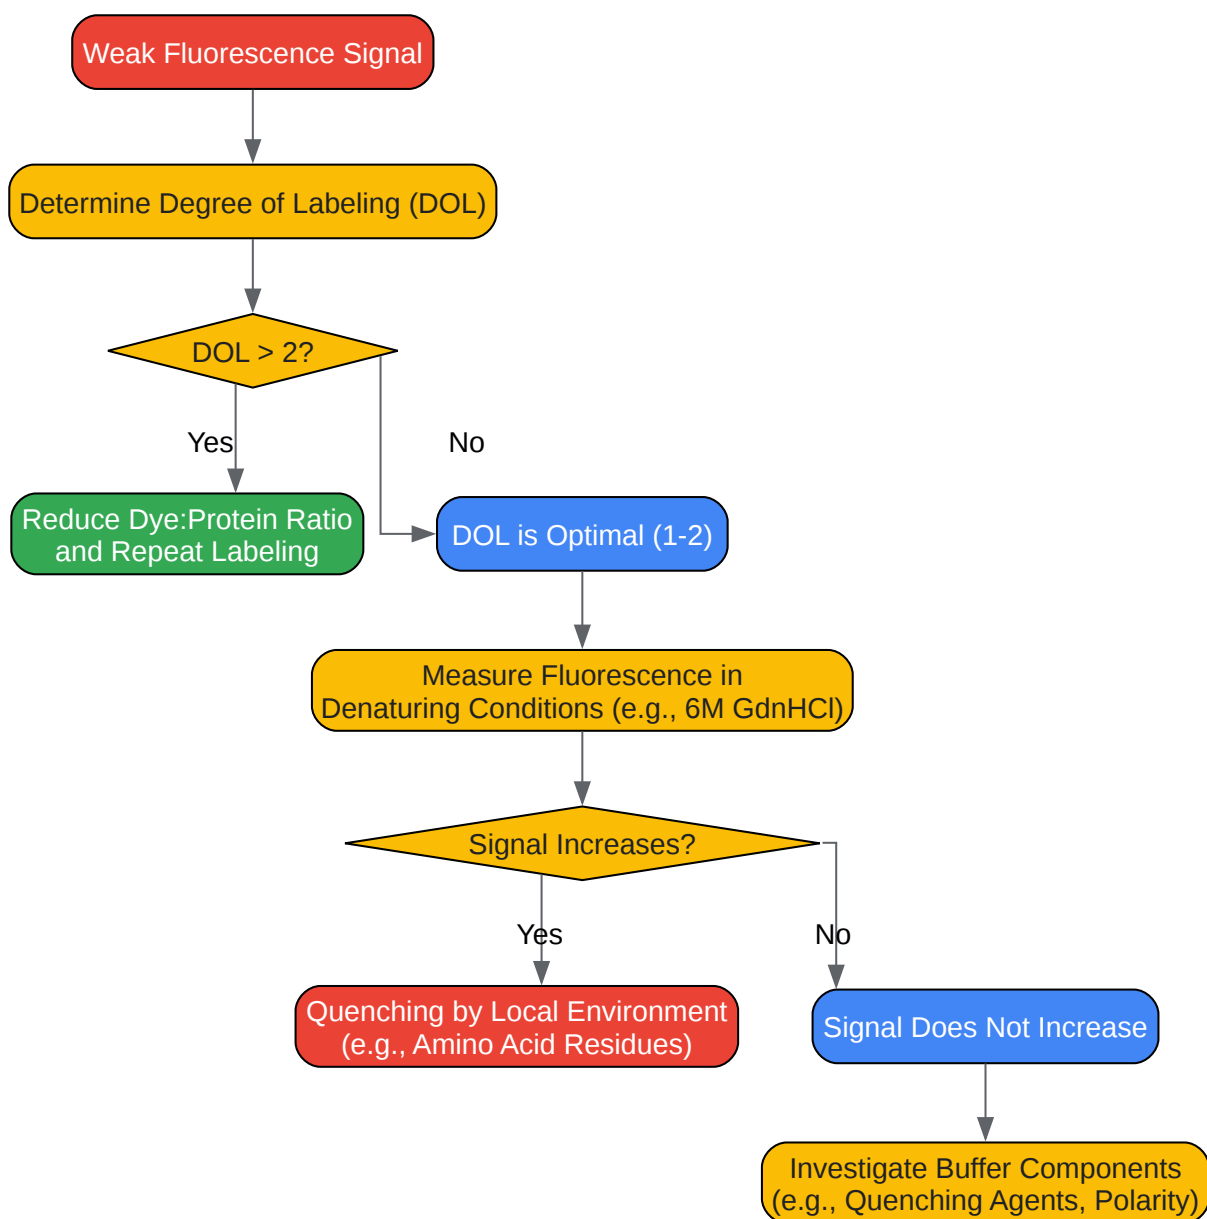 Weak Fluorescence Signal
Determine Degree of Labeling (DOL)
DOL > 2?
Yes
No
Reduce Dye:Protein Ratio
and Repeat Labeling
DOL is Optimal (1-2)
Measure Fluorescence in
Denaturing Conditions (e.g., 6M GdnHCl)
Signal Increases?
Yes
No
Quenching by Local Environment
(e.g., Amino Acid Residues)
Signal Does Not Increase
Investigate Buffer Components
(e.g., Quenching Agents, Polarity)